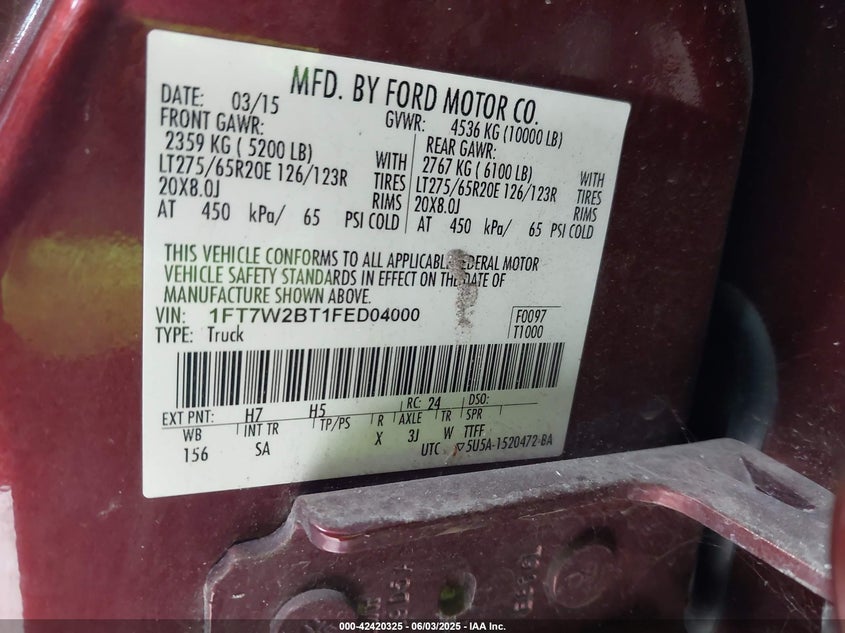 MFD. BY FORD MOTOR CO.
DATE: 03/15 GVWR: 4536 KG (10000 LB)
FRONT GAWR: REAR GAWR:
2359 KG ( 5200 LB) WITH 2767 KG ( 6100 LB) WITH
LT275/65R20E 126/123R TIRES LT275/65R20E 126/123R TIRES
20X8.0J RIMS 20X8.0J RIMS
AT 450 kPa/ 65 PSI COLD AT 450 kPa/ 65 PSI COLD
THIS VEHICLE CONFORMS TO ALL APPLICABLE FEDERAL MOTOR
VEHICLE SAFETY STANDARDS IN EFFECT ON THE DATE OF
MANUFACTURE SHOWN ABOVE.
VIN: 1FT7W2BT1FED04000 F0097
TYPE: Truck T1000
EXT PNT: H7 H5 RC: 24 DSO:
WB INT TR TP/PS R AXLE TR SPR
156 SA X 3J W TTFF
UTC ▽5U5A-1520472-BA
000-42420325 - 06/03/2025 - IAA Inc.